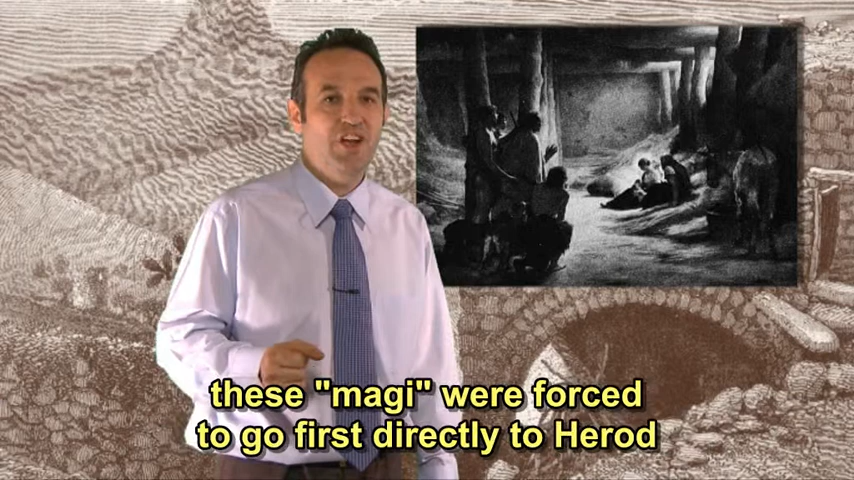 these "magi" were forced
to go first directly to Herod